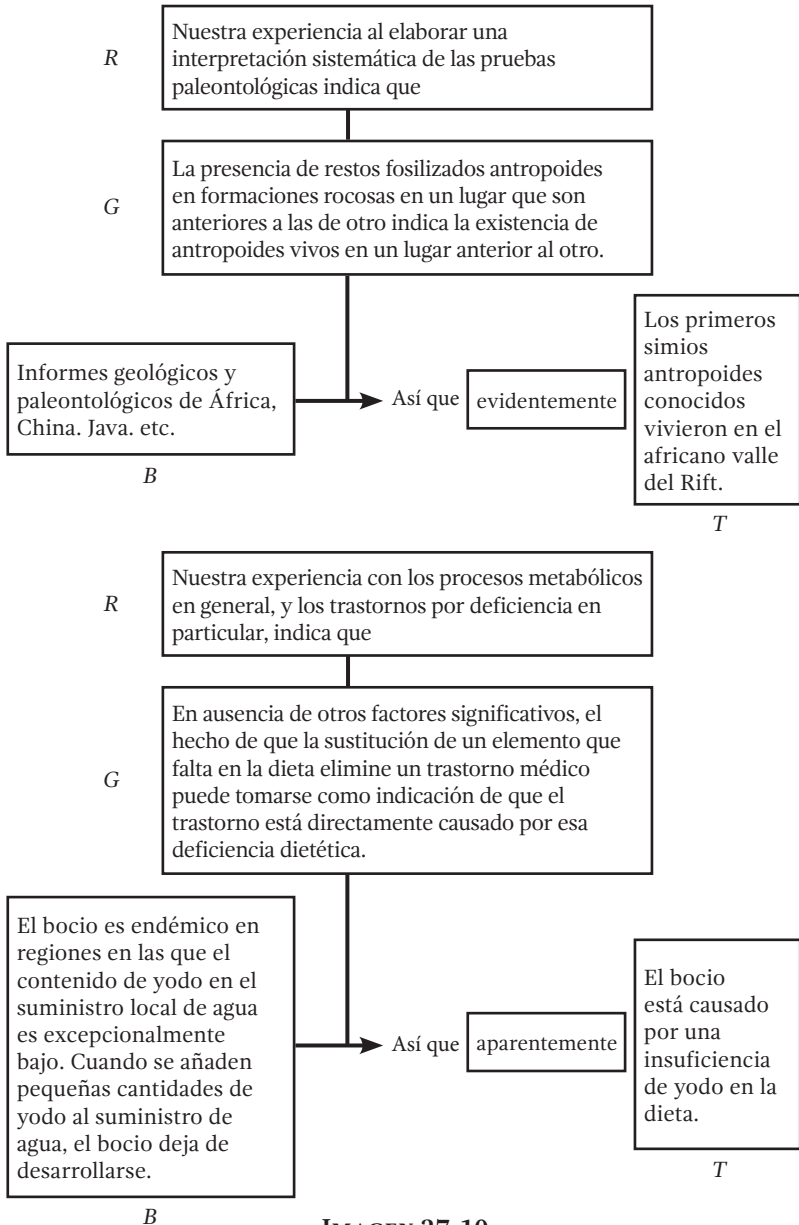 R
Nuestra experiencia al elaborar una
interpretación sistemática de las pruebas
paleontológicas indica que
G
La presencia de restos fosilizados antropoides
en formaciones rocosas en un lugar que son
anteriores a las de otro indica la existencia de
antropoides vivos en un lugar anterior al otro.
Informes geológicos y
paleontológicos de África,
China. Java. etc.
B
Así que
evidentemente
Los primeros
simios
antropoides
conocidos
vivieron en el
africano valle
del Rift.
T
R
Nuestra experiencia con los procesos metabólicos
en general, y los trastornos por deficiencia en
particular, indica que
G
En ausencia de otros factores significativos, el
hecho de que la sustitución de un elemento que
falta en la dieta elimine un trastorno médico
puede tomarse como indicación de que el
trastorno está directamente causado por esa
deficiencia dietética.
El bocio es endémico en
regiones en las que el
contenido de yodo en el
suministro local de agua
es excepcionalmente
bajo. Cuando se añaden
pequeñas cantidades de
yodo al suministro de
agua, el bocio deja de
desarrollarse.
B
Así que
aparentemente
El bocio
está causado
por una
insuficiencia
de yodo en la
dieta.
T